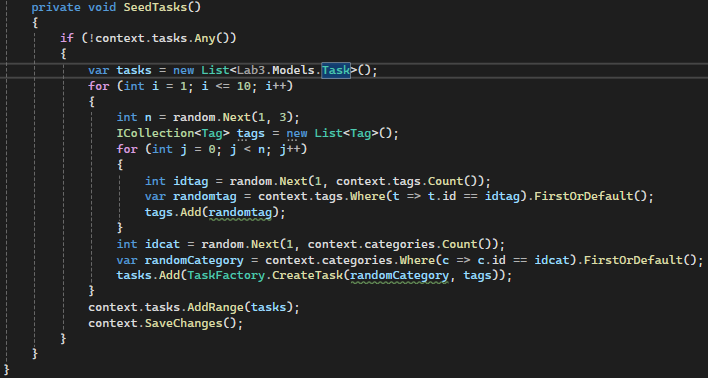 private void SeedTasks()
{
if (!context.tasks.Any())
{
var tasks = new List<Lab3.Models.Task>();
for (int i = 1; i <= 10; i++)
{
int n = random.Next(1, 3);
ICollection<Tag> tags = new List<Tag>();
for (int j = 0; j < n; j++)
{
int idtag = random.Next(1, context.tags.Count());
var randomtag = context.tags.Where(t => t.id == idtag).FirstOrDefault();
tags.Add(randomtag);
}
int idcat = random.Next(1, context.categories.Count());
var randomCategory = context.categories.Where(c => c.id == idcat).FirstOrDefault();
tasks.Add(TaskFactory.CreateTask(randomCategory, tags));
}
context.tasks.AddRange(tasks);
context.SaveChanges();
}
}
}